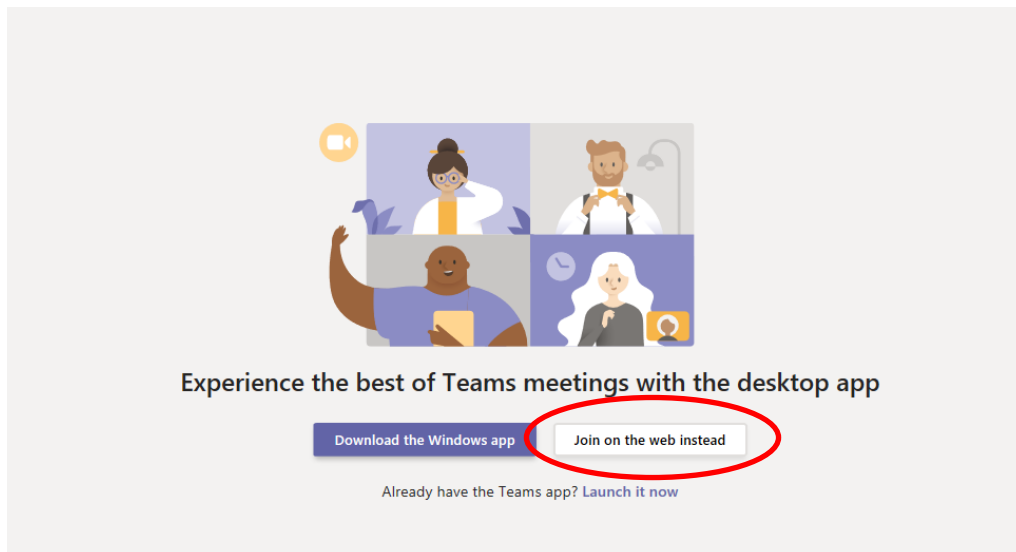 Experience the best of Teams meetings with the desktop app
Download the Windows app
Join on the web instead
Already have the Teams app? Launch it now